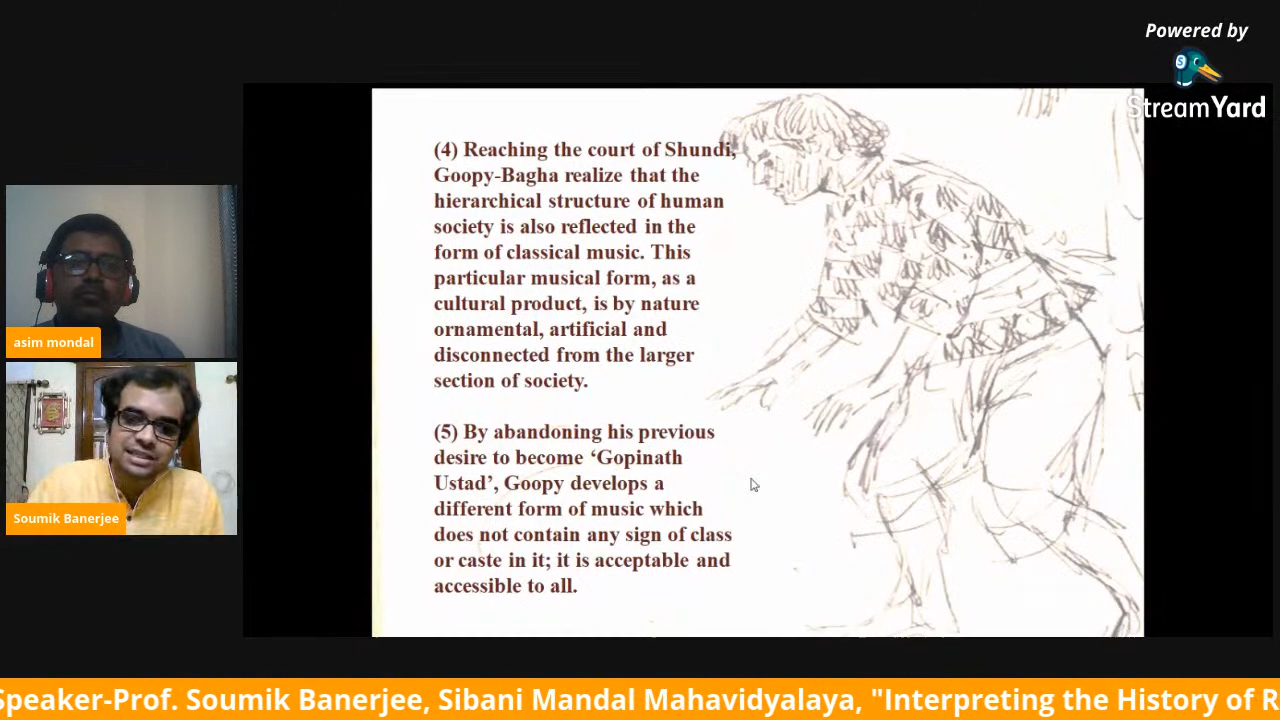 Powered by
StreamYard
(4) Reaching the court of Shundi,
Goopy-Bagha realize that the
hierarchical structure of human
society is also reflected in the
form of classical music. This
particular musical form, as a
cultural product, is by nature
ornamental, artificial and
disconnected from the larger
section of society.
(5) By abandoning his previous
desire to become ‘Gopinath
Ustad’, Goopy develops a
different form of music which
does not contain any sign of class
or caste in it; it is acceptable and
accessible to all.
asim mondal
Soumik Banerjee
Speaker-Prof. Soumik Banerjee, Sibani Mandal Mahavidyalaya, "Interpreting the History of R